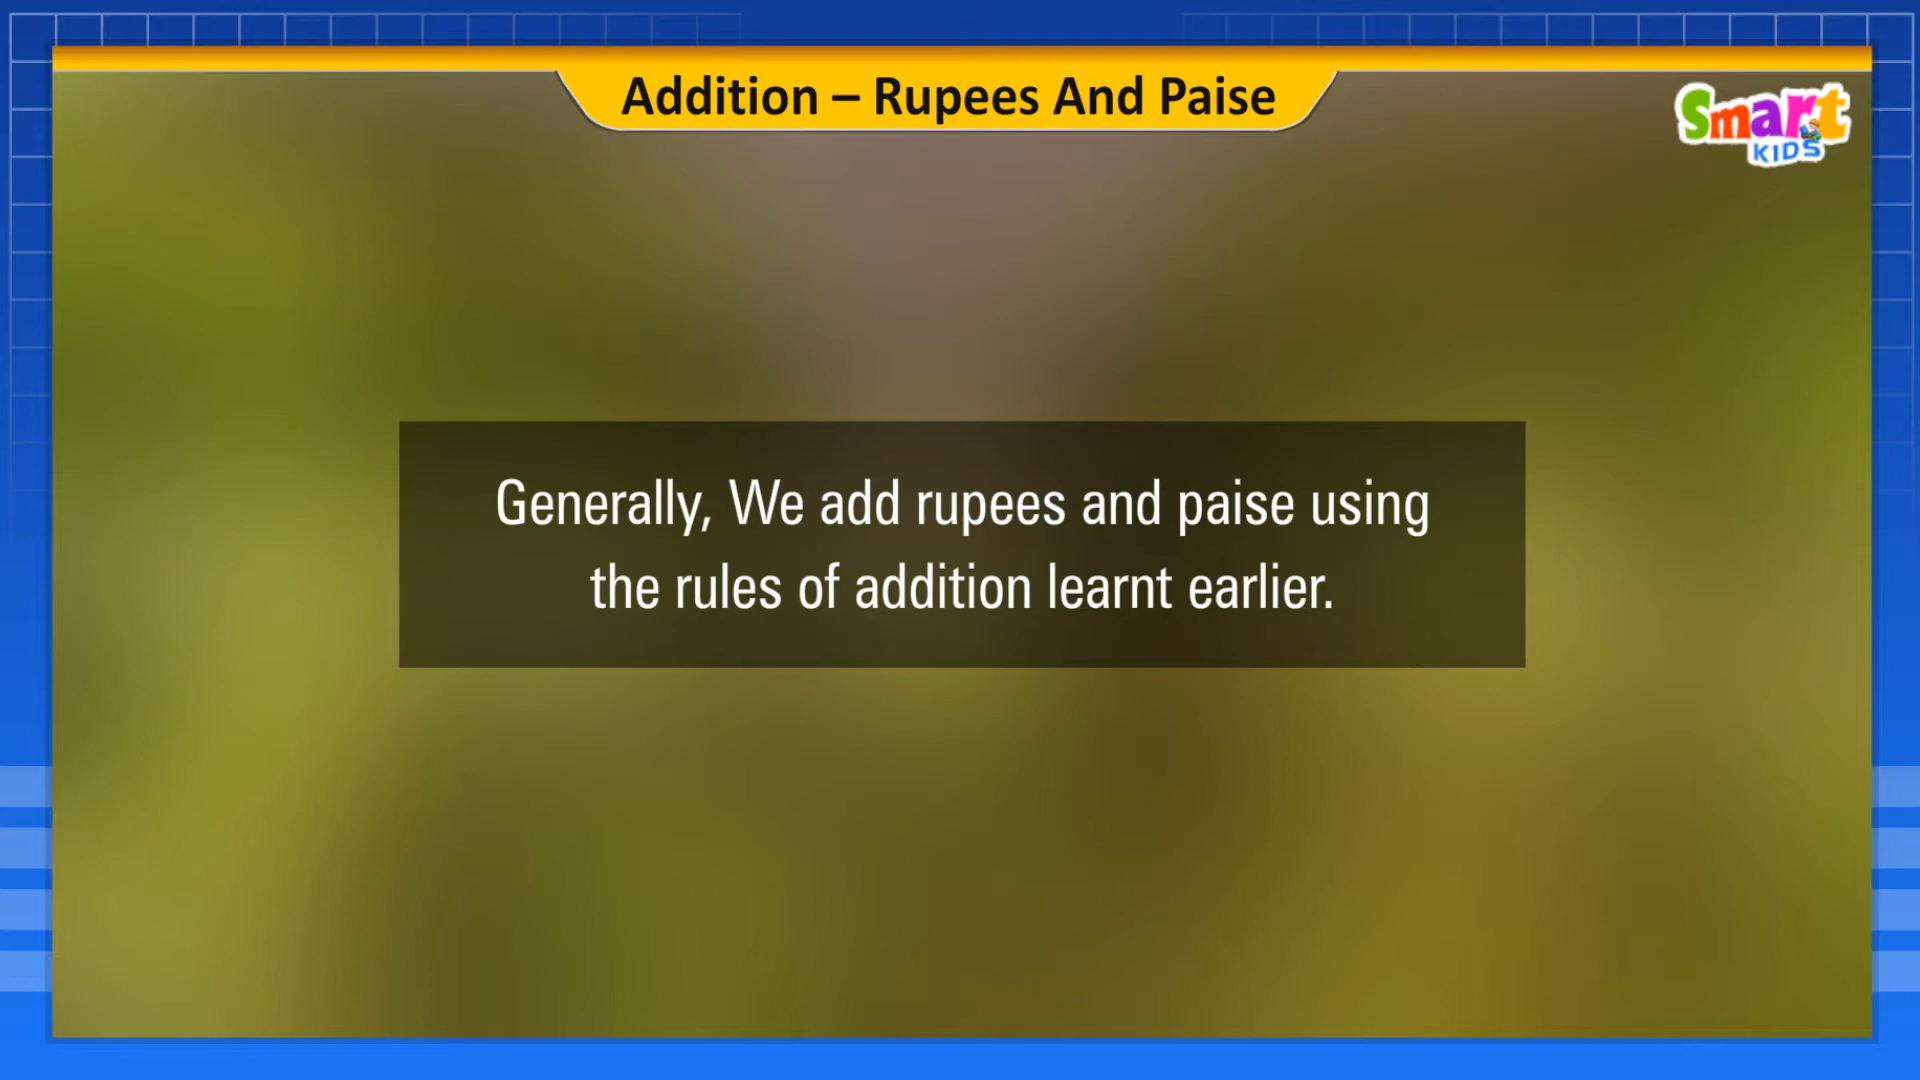 Addition – Rupees And Paise
Smart
KIDS
Generally, We add rupees and paise using
the rules of addition learnt earlier.